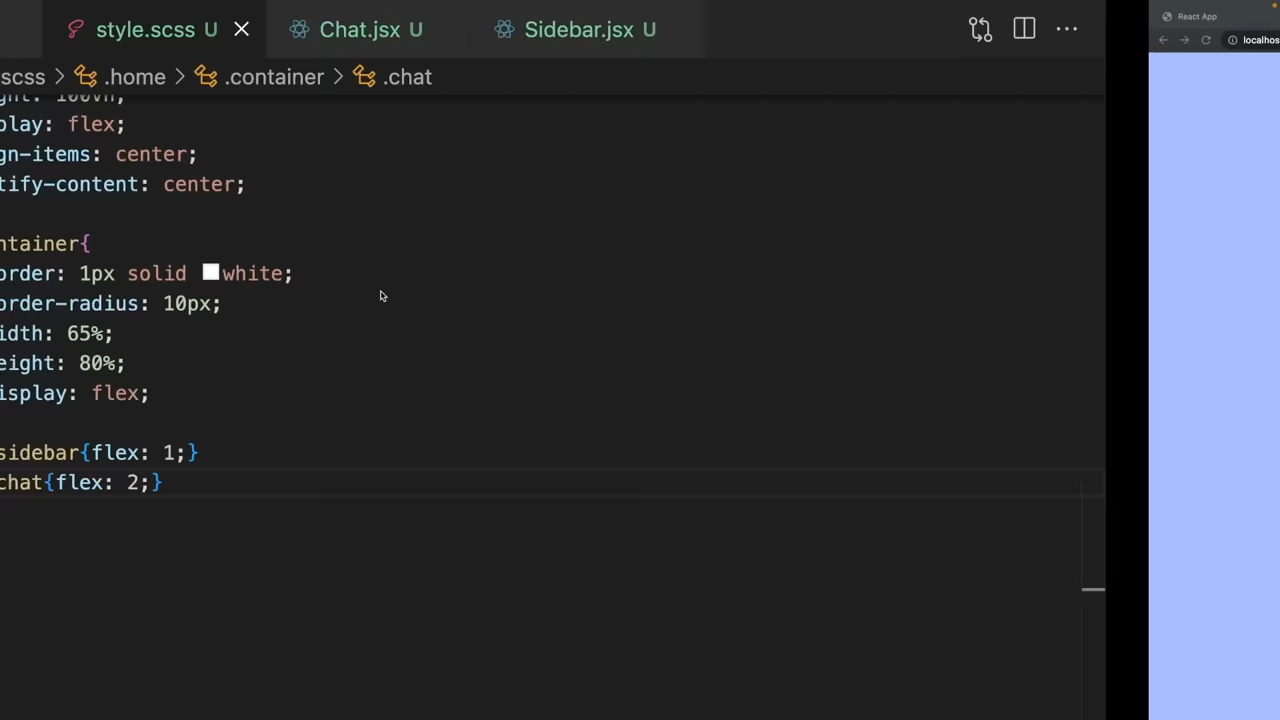 style.scss U
Chat.jsx U
Sidebar.jsx U
React App
scss > .home > .container > .chat
localhos
ght: 100vh;
play: flex;
gn-items: center;
tify-content: center;
ntainer{
order: 1px solid white;
order-radius: 10px;
idth: 65%;
eight: 80%;
isplay: flex;
sidebar{flex: 1;}
chat{flex: 2;}